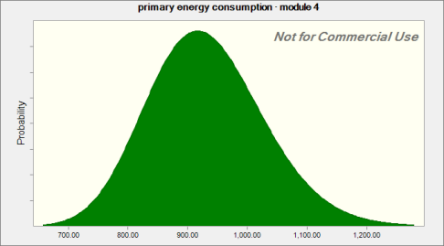 primary energy consumption - module 4
Not for Commercial Use
Probability
700.00 800.00 900.00 1,000.00 1,100.00 1,200.00